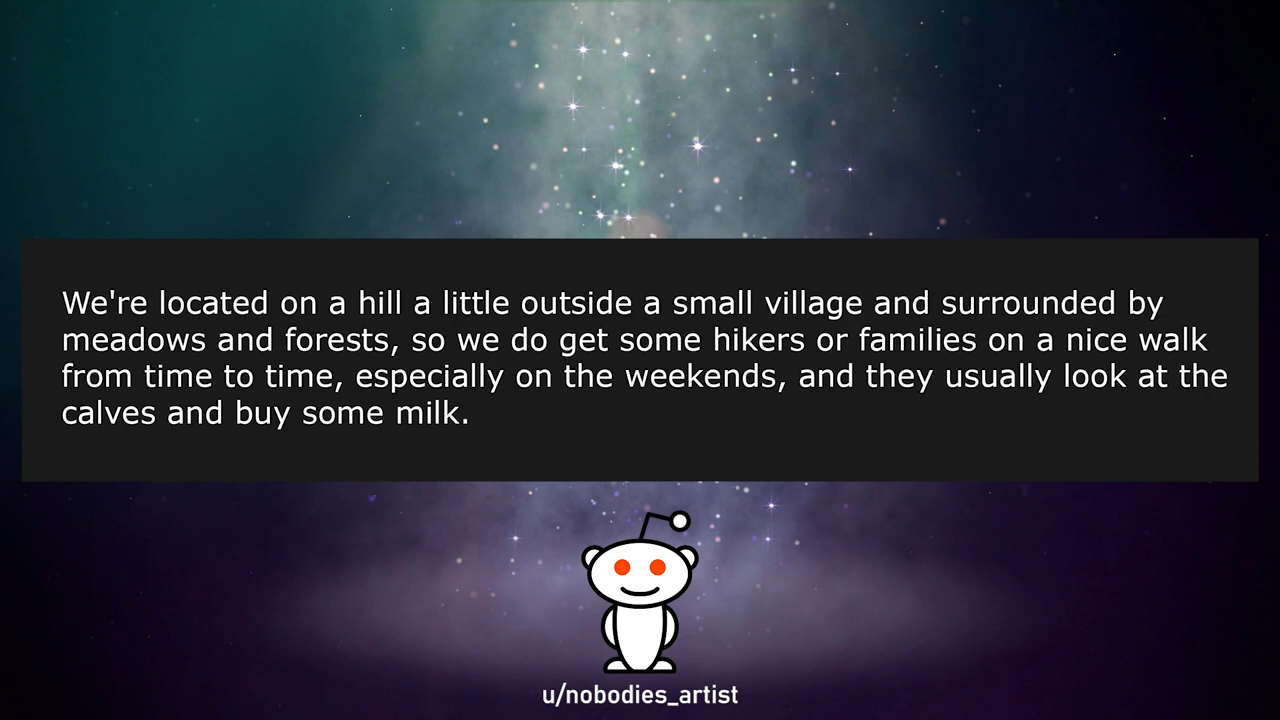 We're located on a hill a little outside a small village and surrounded by
meadows and forests, so we do get some hikers or families on a nice walk
from time to time, especially on the weekends, and they usually look at the
calves and buy some milk.
u/nobodies_artist